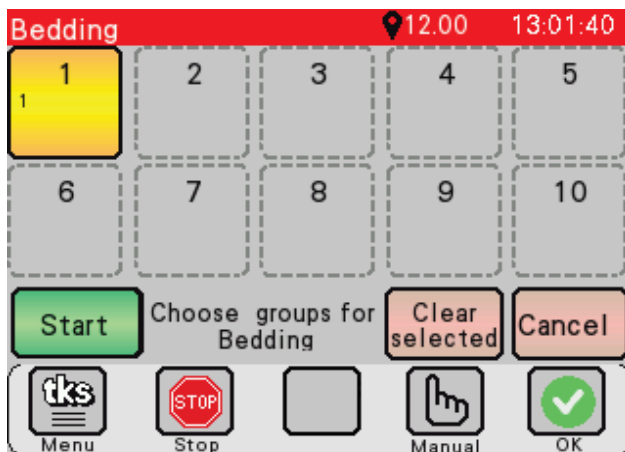 Bedding 12.00 13:01:40
1 2 3 4 5
1
6 7 8 9 10
Start Choose groups for Bedding Clear selected Cancel
tks STOP
Menu Stop Manual OK